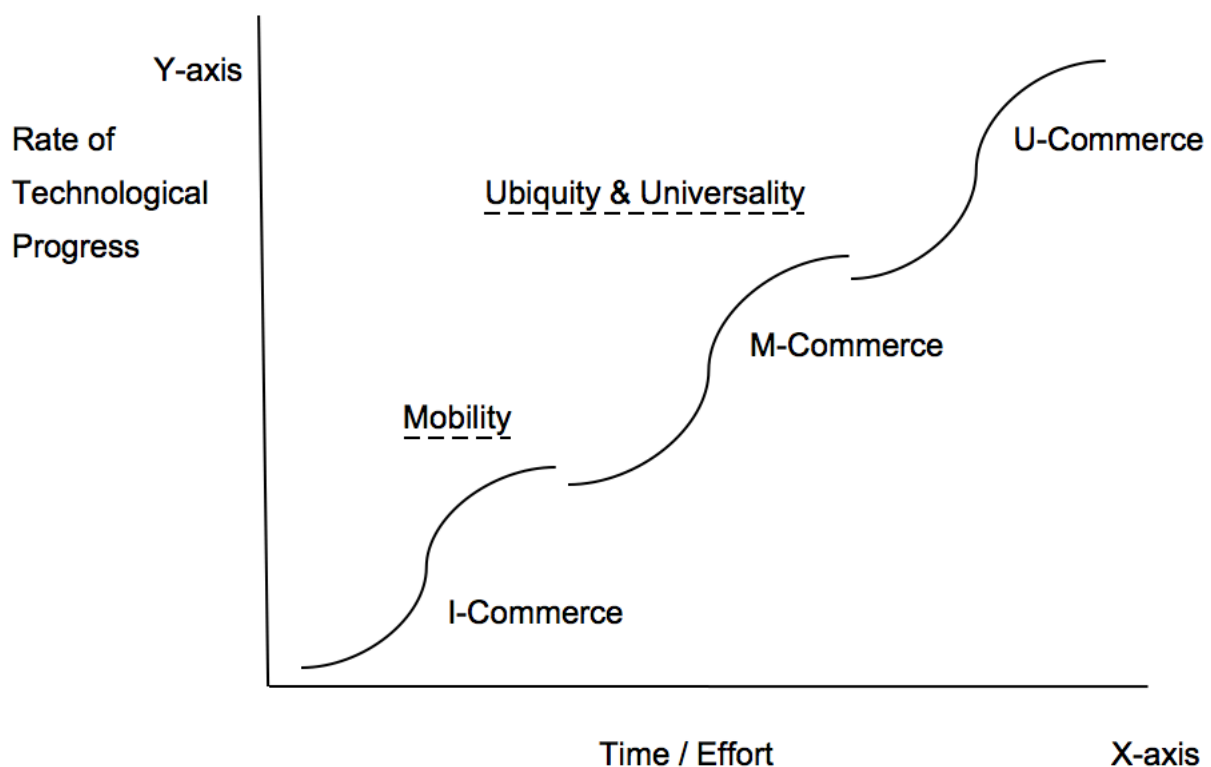 Y-axis
Rate of
Technological
Progress
U-Commerce
Ubiquity & Universality
M-Commerce
Mobility
I-Commerce
Time / Effort
X-axis